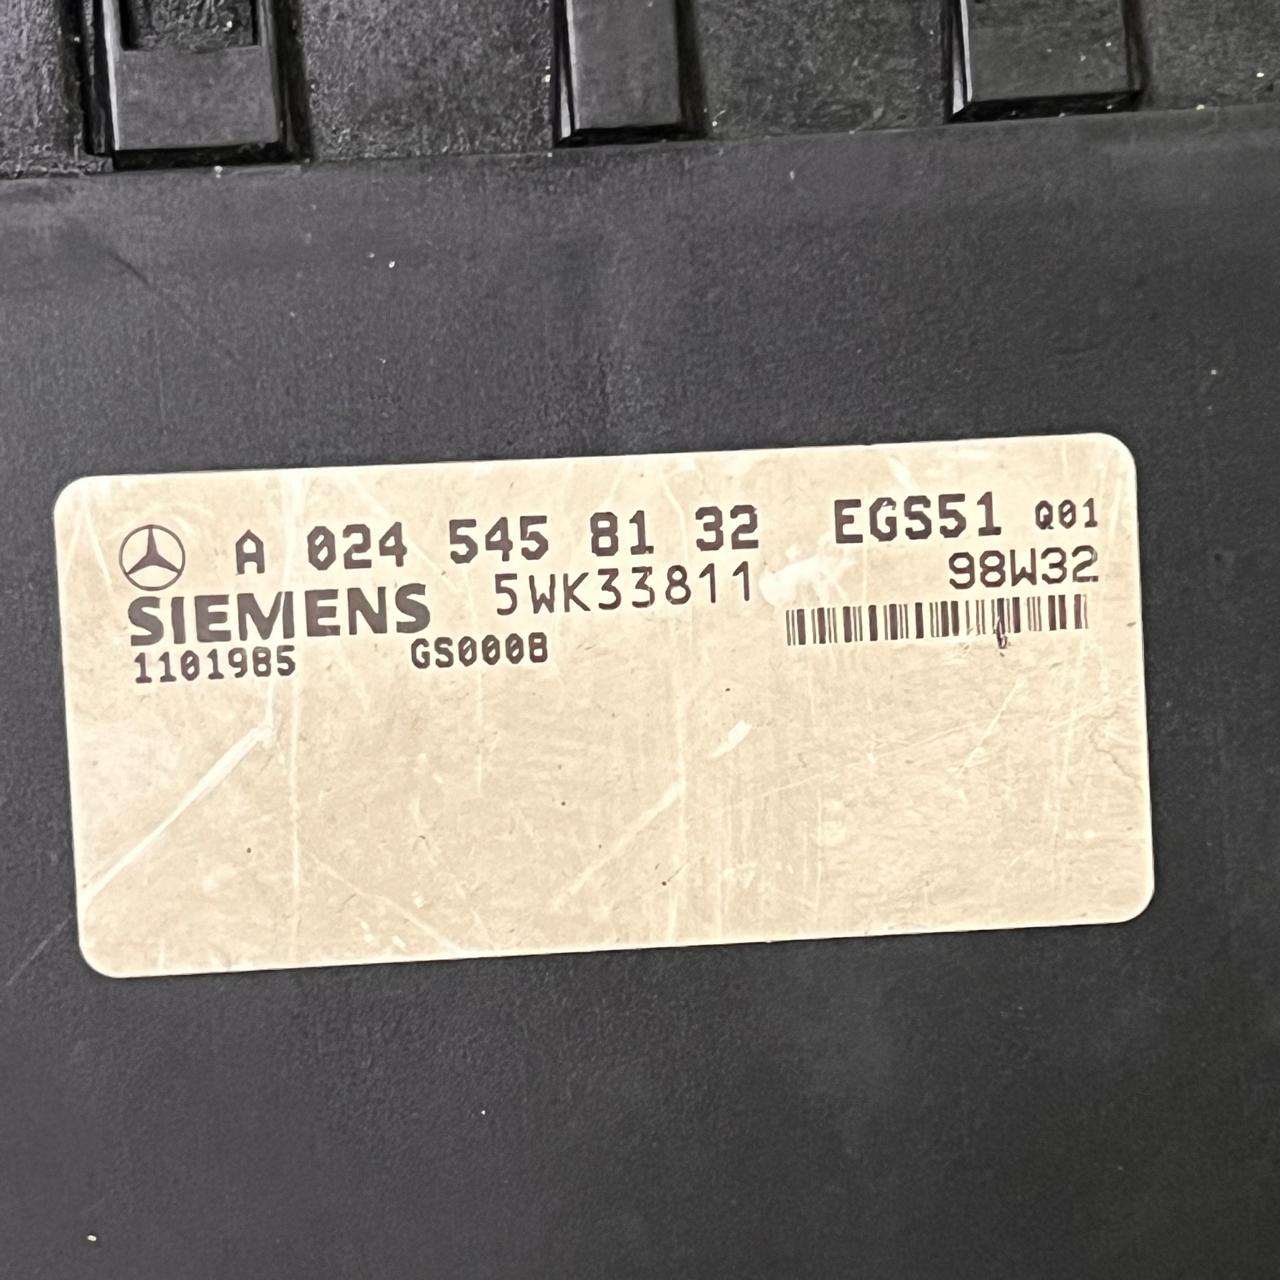 A 024 545 81 32 EGS51 Q01
SIEMENS 5WK33811 98W32
1101985 GS0008